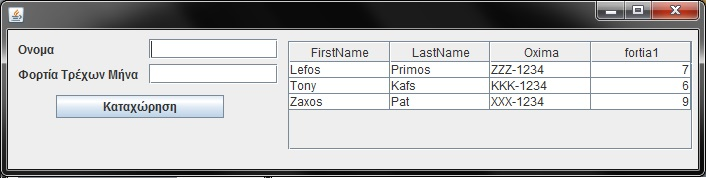 Ονομα
Φορτία Τρέχων Μήνα
Καταχώρηση
FirstName LastName Oxima fortia1
Lefos Primos ZZZ-1234 7
Tony Kafs KKK-1234 6
Zaxos Pat XXX-1234 9